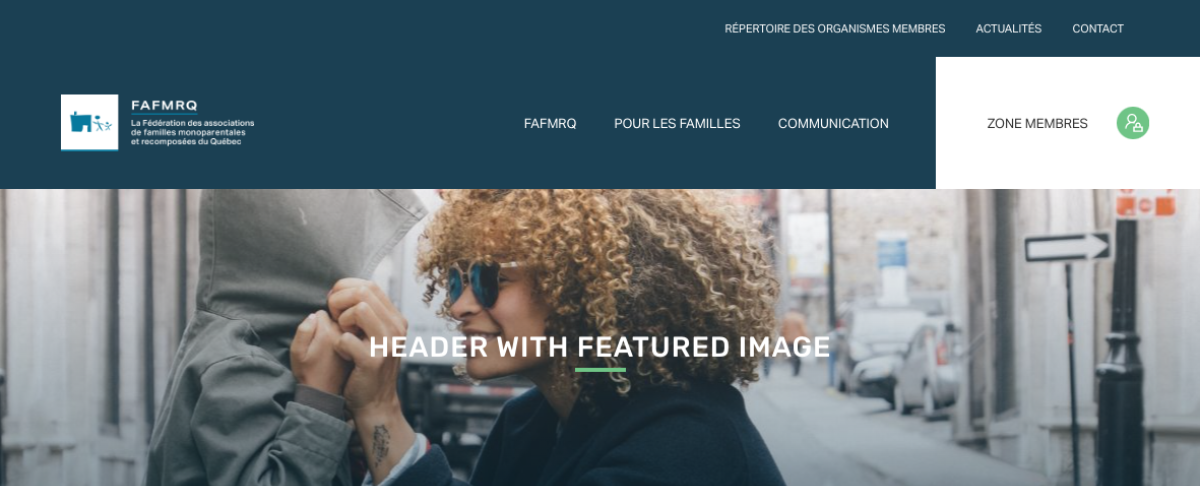 RÉPERTOIRE DES ORGANISMES MEMBRES ACTUALITÉS CONTACT
FAFMRQ
La Fédération des associations
de familles monoparentales
et recomposées du Québec
FAFMRQ POUR LES FAMILLES COMMUNICATION ZONE MEMBRES
HEADER WITH FEATURED IMAGE